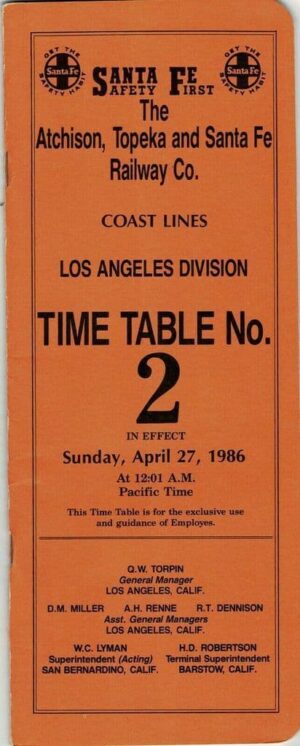 GET THE
Santa Fe
SAFETY HABIT
SANTA FE
SAFETY FIRST
GET THE
Santa Fe
SAFETY HABIT
The
Atchison, Topeka and Santa Fe
Railway Co.
COAST LINES
LOS ANGELES DIVISION
TIME TABLE No.
2
IN EFFECT
Sunday, April 27, 1986
At 12:01 A.M.
Pacific Time
This Time Table is for the exclusive use
and guidance of Employes.
Q.W. TORPIN
General Manager
LOS ANGELES, CALIF.
D.M. MILLER A.H. RENNE R.T. DENNISON
Asst. General Managers
LOS ANGELES, CALIF.
W.C. LYMAN H.D. ROBERTSON
Superintendent (Acting) Terminal Superintendent
SAN BERNARDINO, CALIF. BARSTOW, CALIF.